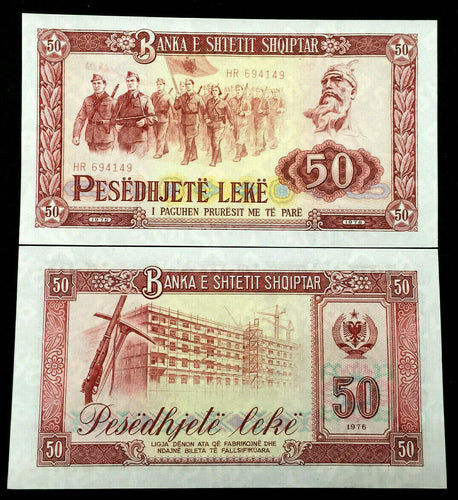 50 BANKA E SHTETIT SHQIPTAR 50
HR 694149
HR 694149
50
PESËDHJETË LEKË
I PAGUHEN PRURËSIT ME TË PARË
50 1976 1976 50
50 BANKA E SHTETIT SHQIPTAR 50
50
1976
Pesëdhjetë lekë
LIGJA DËNON ATA QË FABRIKOJNË DHE
NDAJNË BILETA TË FALLSIFIKUARA
50 50